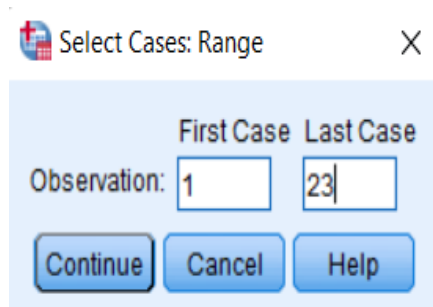 Select Cases: Range
First Case Last Case
Observation: 1 23
Continue Cancel Help